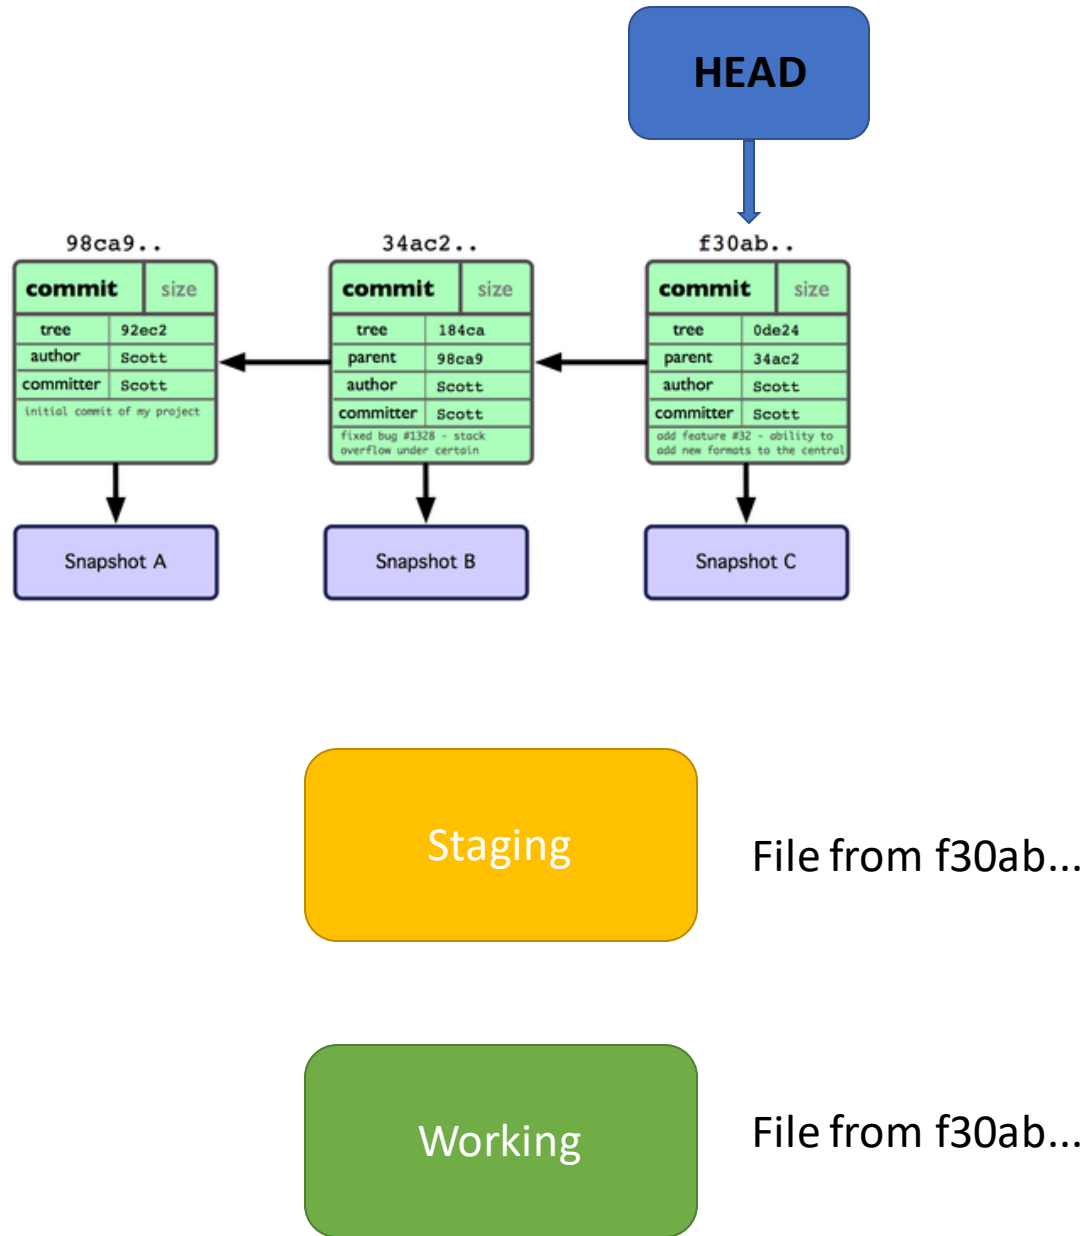 HEAD
98ca9..
34ac2..
f30ab..
commit size
tree 92ec2
author Scott
committer Scott
initial commit of my project
commit size
tree 184ca
parent 98ca9
author Scott
committer Scott
fixed bug #1328 - stack
overflow under certain
commit size
tree 0de24
parent 34ac2
author Scott
committer Scott
add feature #32 - ability to
add new formats to the central
Snapshot A
Snapshot B
Snapshot C
Staging
File from f30ab...
Working
File from f30ab...